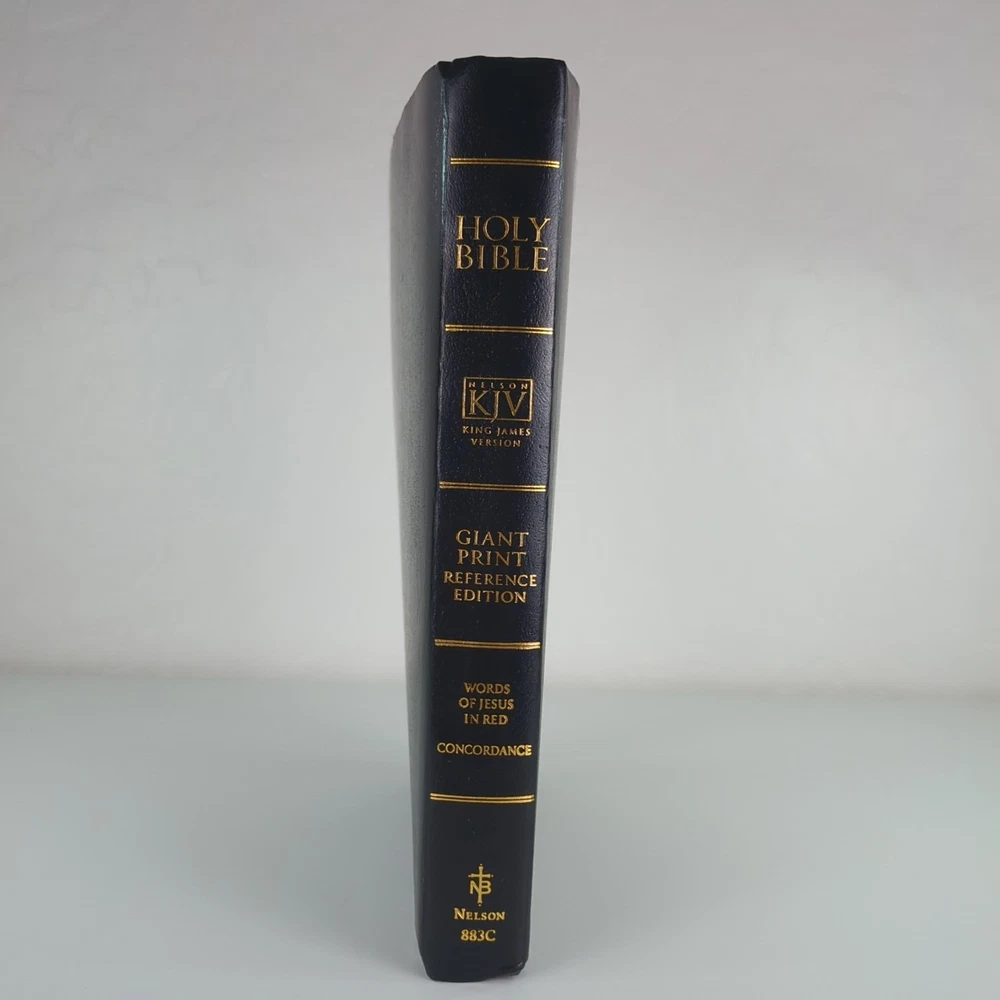 HOLY
BIBLE
NELSON
KJV
KING JAMES
VERSION
GIANT
PRINT
REFERENCE
EDITION
WORDS
OF JESUS
IN RED
CONCORDANCE
NB
NELSON
883C